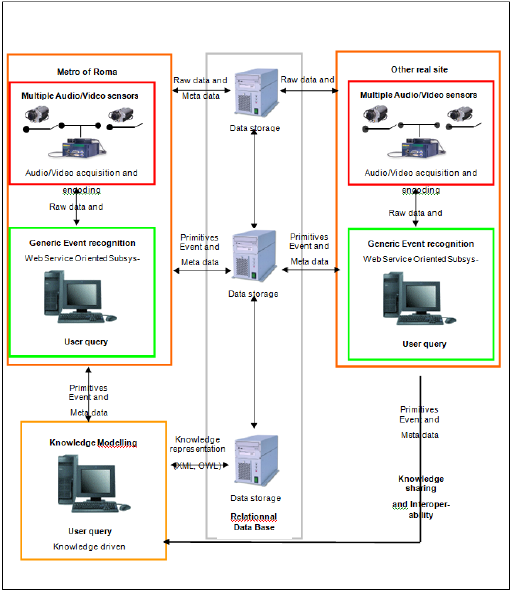 Metro of Roma
Multiple Audio/Video sensors
Audio/Video acquisition and
encoding
Raw data and
Generic Event recognition
Web Service Oriented Subsys-
User query
Primitives
Event and
Meta data
Knowledge Modelling
User query
Knowledge driven
Raw data and
Meta data
Primitives
Event and
Meta data
Knowledge
representation
(XML, OWL)
Data storage
Data storage
Data storage
Relationnal
Data Base
Raw data and
Primitives
Event and
Meta data
Other real site
Multiple Audio/Video sensors
Audio/Video acquisition and
encoding
Raw data and
Generic Event recognition
Web Service Oriented Subsys-
User query
Primitives
Event and
Meta data
Knowledge
sharing
and Interoper-
ability